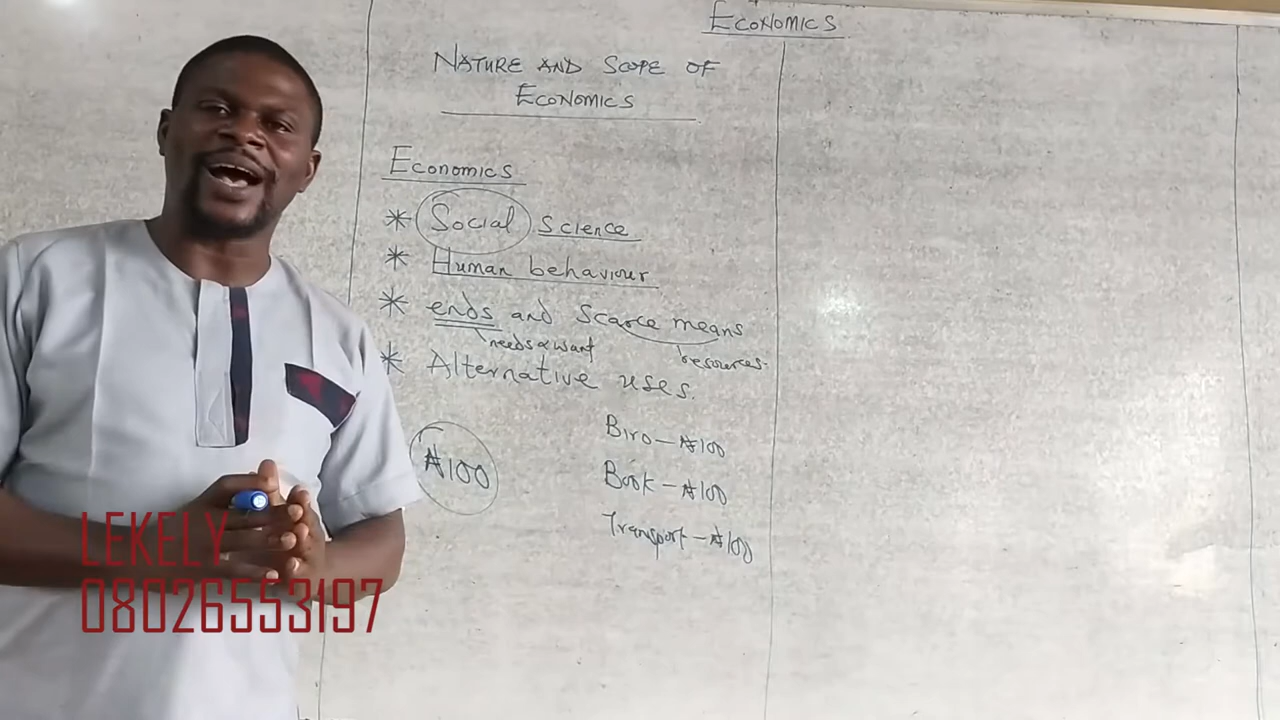 ECONOMICS
NATURE AND SCOPE OF
ECONOMICS
Economics
* Social Science
* Human behaviour
* ends and Scarce means
needs & want
resources.
* Alternative uses.
₦100
Biro - ₦100
Book - ₦100
Transport - ₦100
LEKELY
08026553197